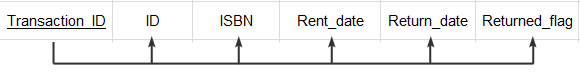 Transaction_ID ID ISBN Rent_date Return_date Returned_flag